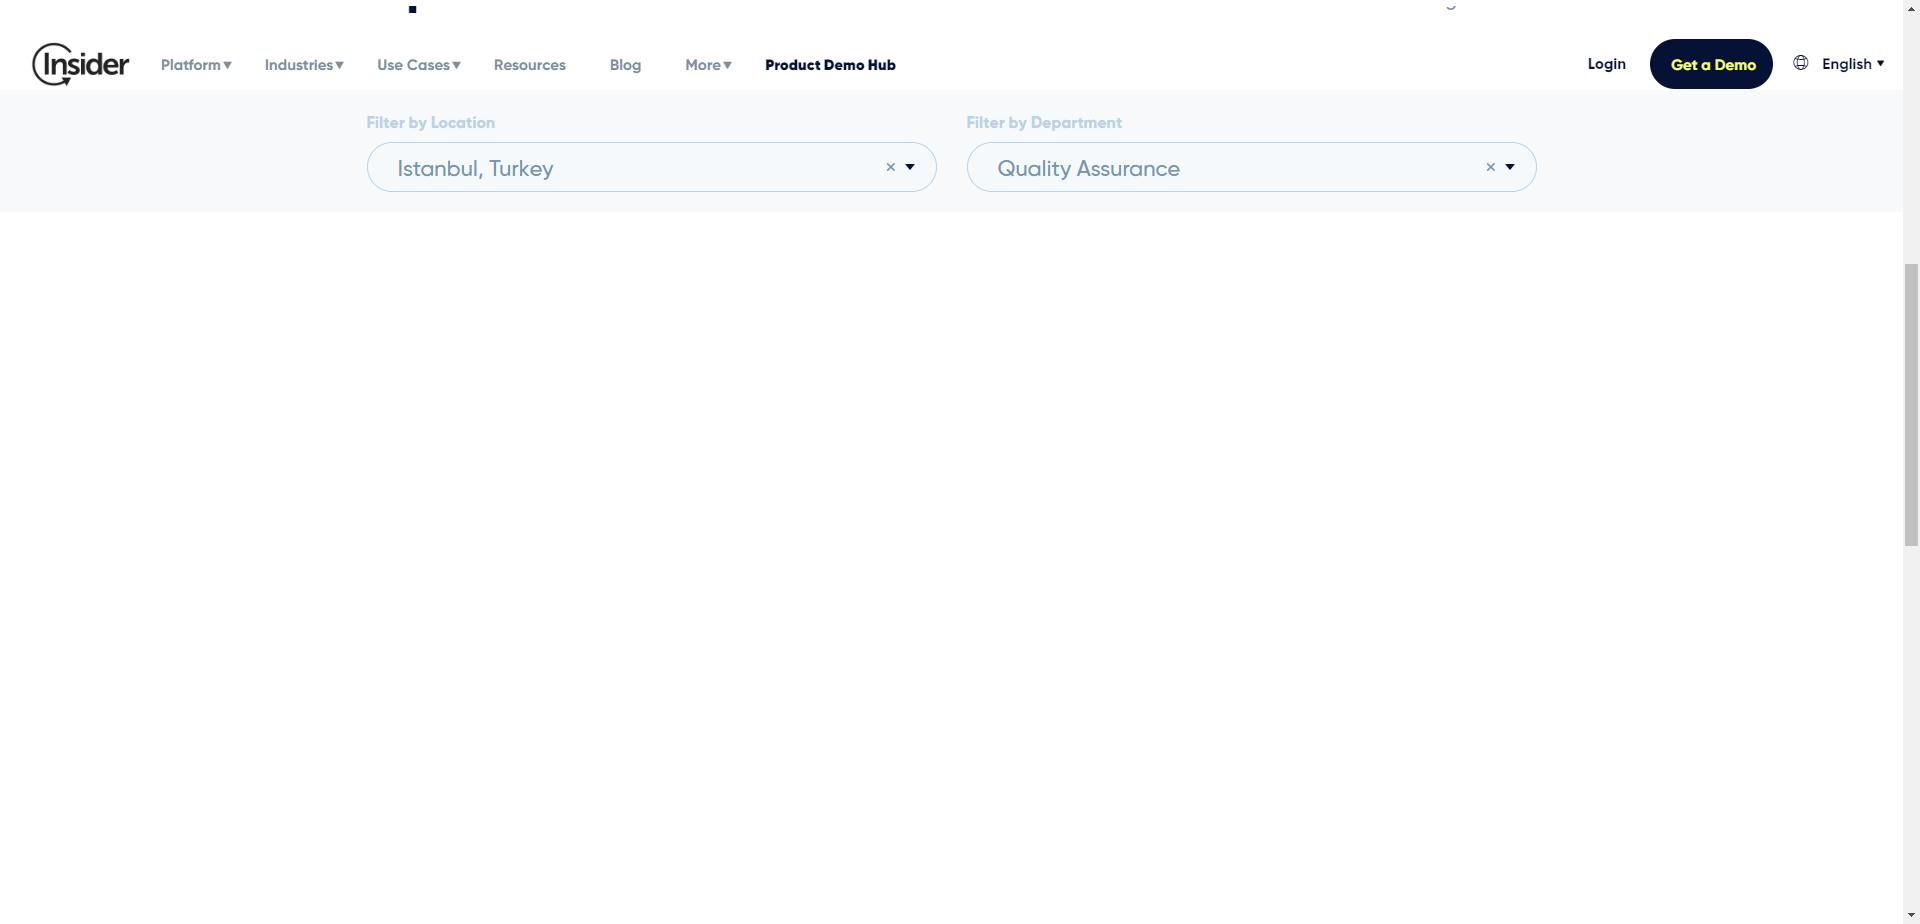 Insider Platform Industries Use Cases Resources Blog More Product Demo Hub Login Get a Demo English
Filter by Location Filter by Department
Istanbul, Turkey × Quality Assurance ×